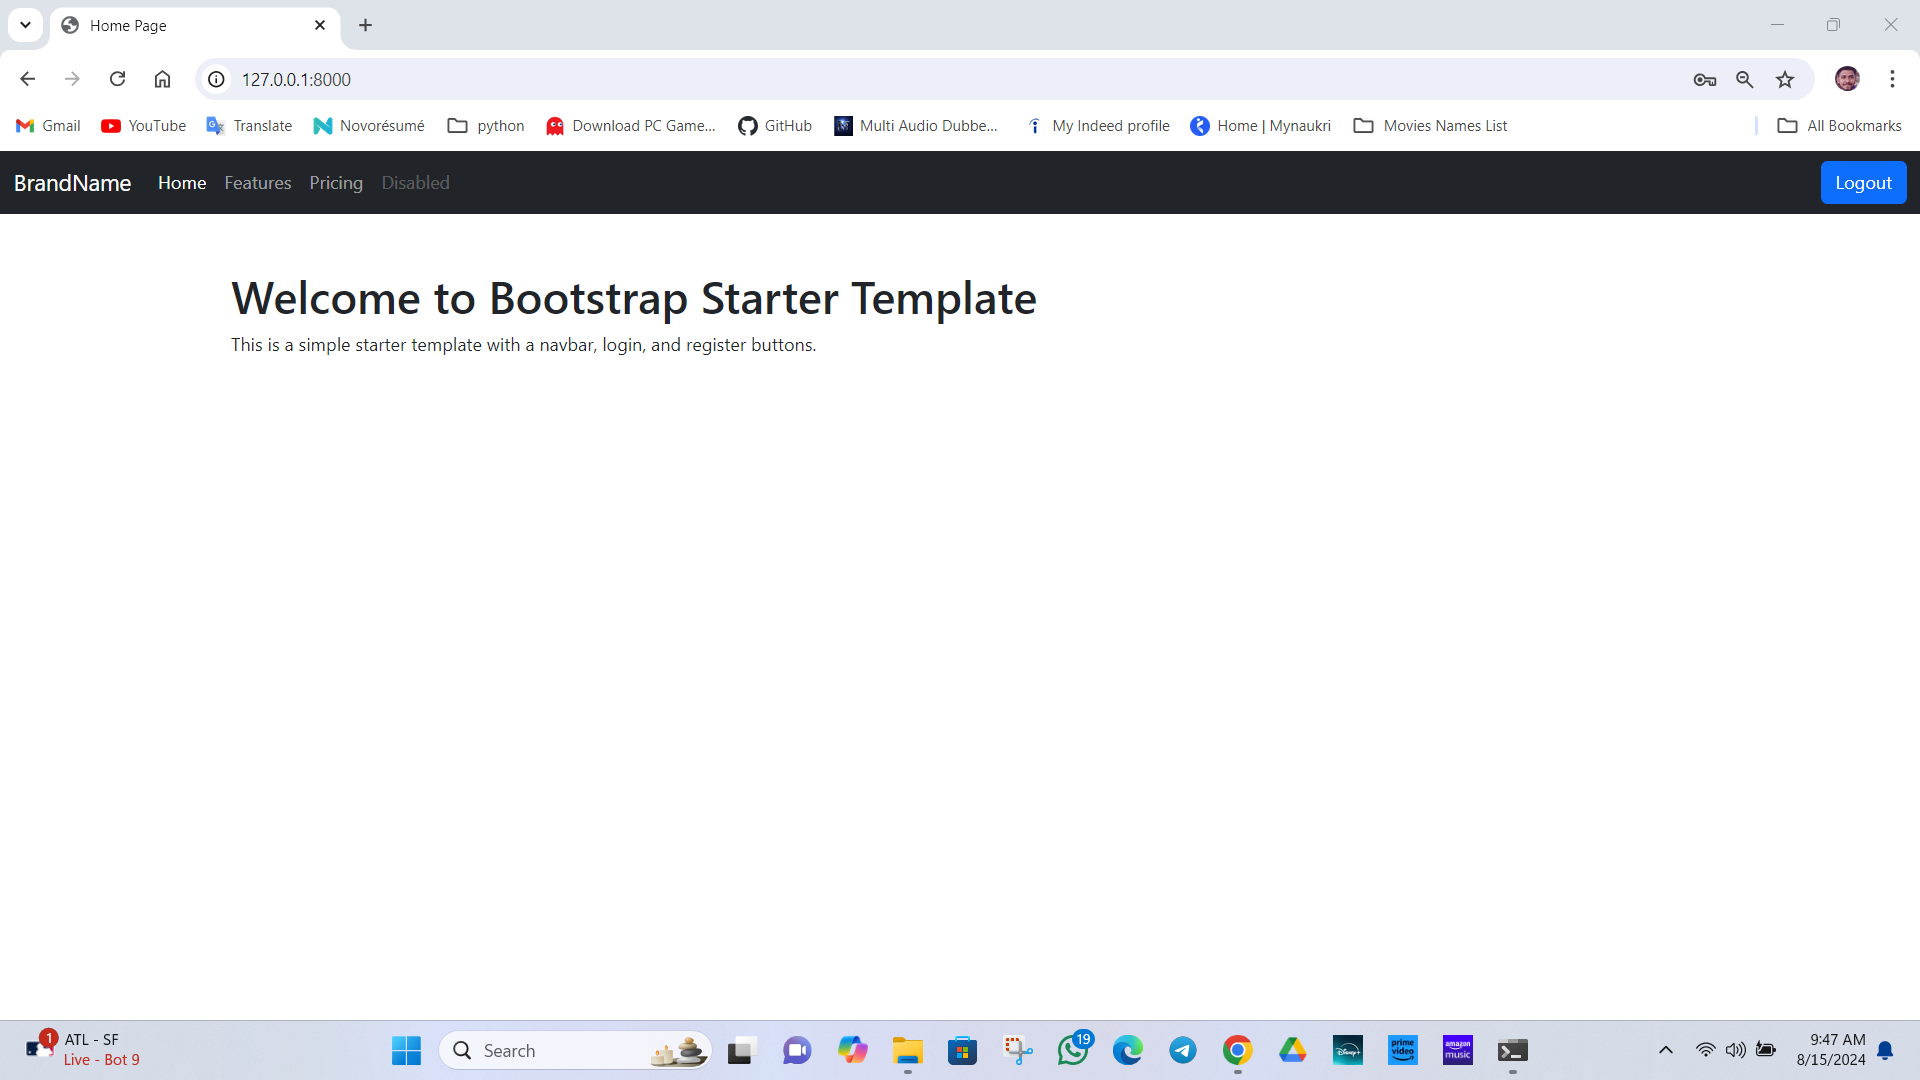 Home Page
127.0.0.1:8000
Gmail YouTube Translate Novorésumé python Download PC Game... GitHub Multi Audio Dubbe... My Indeed profile Home | Mynaukri Movies Names List All Bookmarks
BrandName Home Features Pricing Disabled Logout
Welcome to Bootstrap Starter Template
This is a simple starter template with a navbar, login, and register buttons.
1 ATL - SF
Live - Bot 9
Search
19
Disney+
prime video
amazon music
9:47 AM
8/15/2024